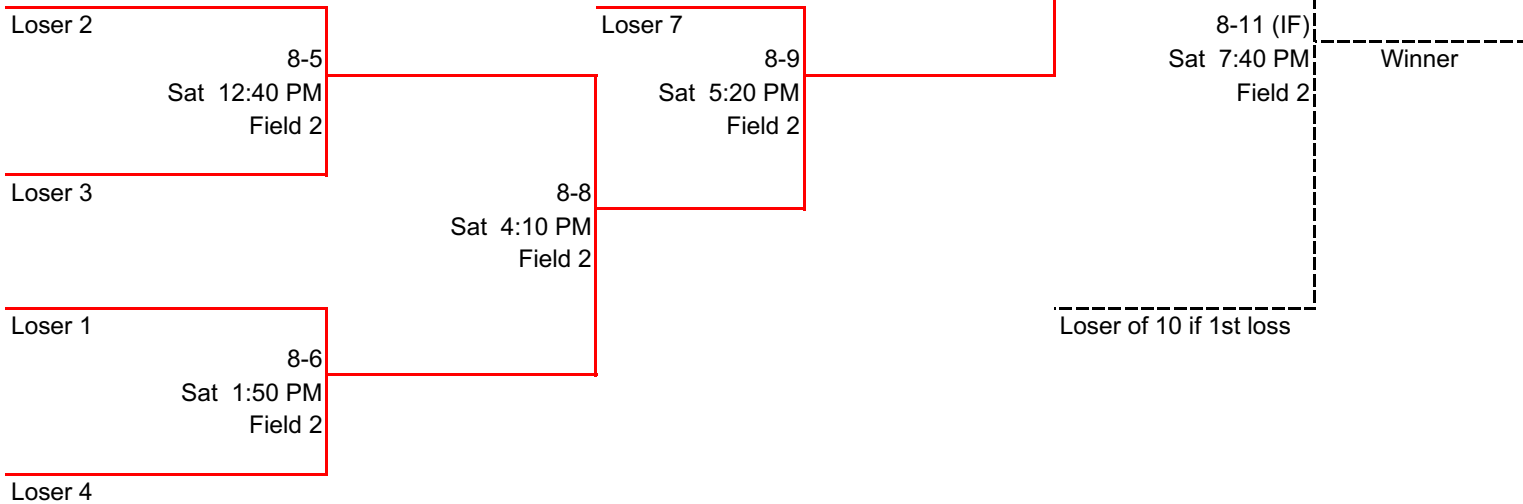 Loser 2
8-5
Sat 12:40 PM
Field 2
Loser 3
Loser 7
8-9
Sat 5:20 PM
Field 2
8-11 (IF)
Sat 7:40 PM
Field 2
Winner
8-8
Sat 4:10 PM
Field 2
Loser 1
8-6
Sat 1:50 PM
Field 2
Loser 4
Loser of 10 if 1st loss